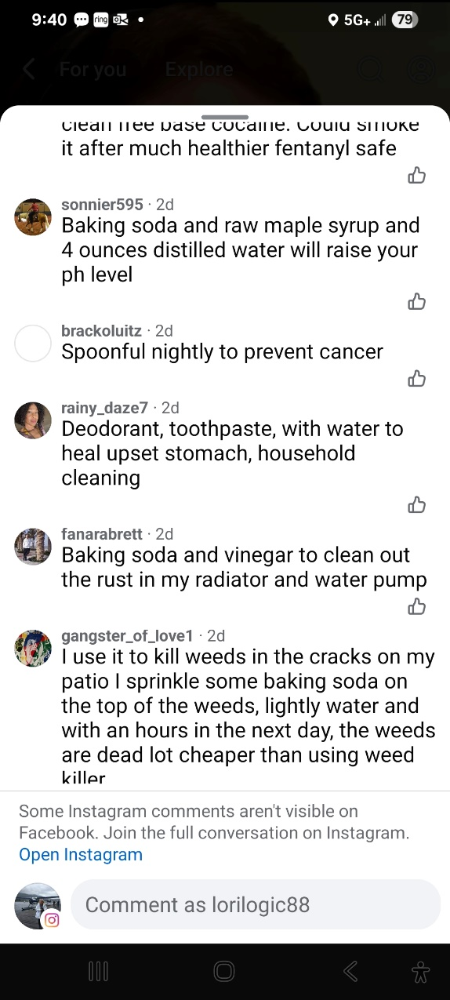 9:40 ring 5G+ 79
For you Explore
clean free base cocaine. Could smoke
it after much healthier fentanyl safe
sonnier595 · 2d
Baking soda and raw maple syrup and
4 ounces distilled water will raise your
ph level
brackoluitz · 2d
Spoonful nightly to prevent cancer
rainy_daze7 · 2d
Deodorant, toothpaste, with water to
heal upset stomach, household
cleaning
fanarabrett · 2d
Baking soda and vinegar to clean out
the rust in my radiator and water pump
gangster_of_love1 · 2d
I use it to kill weeds in the cracks on my
patio I sprinkle some baking soda on
the top of the weeds, lightly water and
with an hours in the next day, the weeds
are dead lot cheaper than using weed
killer
Some Instagram comments aren't visible on
Facebook. Join the full conversation on Instagram.
Open Instagram
Comment as lorilogic88